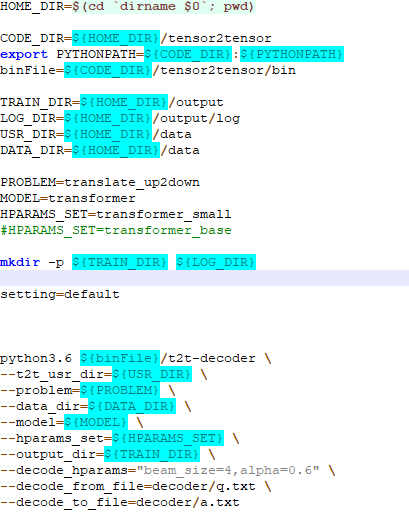 HOME_DIR=$(cd `dirname $0`; pwd)
CODE_DIR=${HOME_DIR}/tensor2tensor
export PYTHONPATH=${CODE_DIR}:${PYTHONPATH}
binFile=${CODE_DIR}/tensor2tensor/bin
TRAIN_DIR=${HOME_DIR}/output
LOG_DIR=${HOME_DIR}/output/log
USR_DIR=${HOME_DIR}/data
DATA_DIR=${HOME_DIR}/data
PROBLEM=translate_up2down
MODEL=transformer
HPARAMS_SET=transformer_small
#HPARAMS_SET=transformer_base
mkdir -p ${TRAIN_DIR} ${LOG_DIR}
setting=default
python3.6 ${binFile}/t2t-decoder \
--t2t_usr_dir=${USR_DIR} \
--problem=${PROBLEM} \
--data_dir=${DATA_DIR} \
--model=${MODEL} \
--hparams_set=${HPARAMS_SET} \
--output_dir=${TRAIN_DIR} \
--decode_hparams="beam_size=4,alpha=0.6" \
--decode_from_file=decoder/q.txt \
--decode_to_file=decoder/a.txt